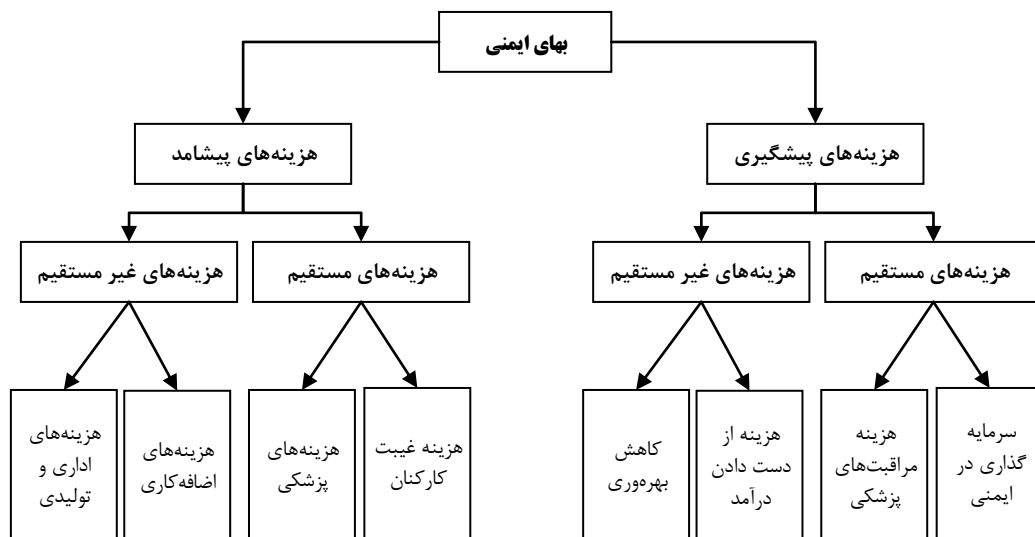 بهای ایمنی
هزینه‌های پیشگیری
هزینه‌های پیشامد
هزینه‌های مستقیم
هزینه‌های غیر مستقیم
هزینه‌های مستقیم
هزینه‌های غیر مستقیم
سرمایه
گذاری در
ایمنی
هزینه
مراقبت‌های
پزشکی
هزینه از
دست دادن
درآمد
کاهش
بهره‌وری
هزینه غیبت
کارکنان
هزینه‌های
پزشکی
هزینه‌های
اضافه‌کاری
هزینه‌های
اداری و
تولیدی